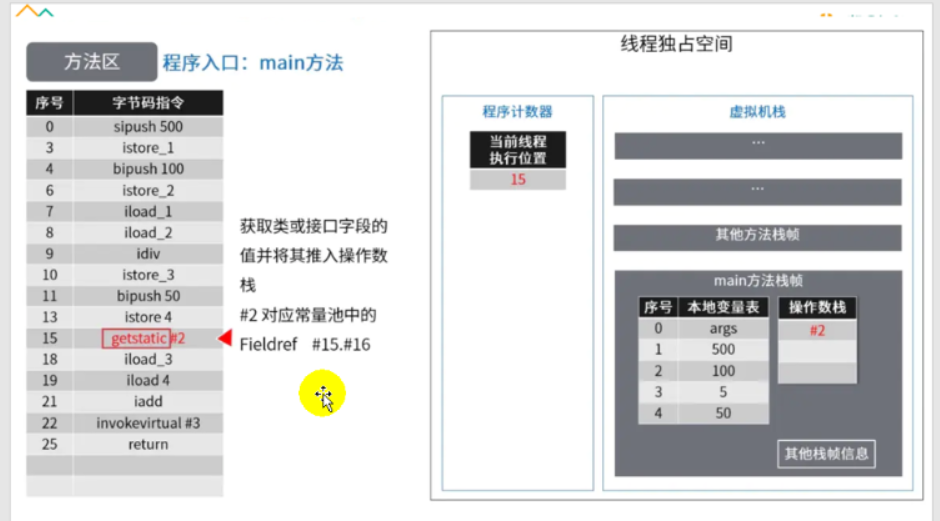 方法区 程序入口：main方法
序号 字节码指令
0 sipush 500
3 istore_1
4 bipush 100
6 istore_2
7 iload_1
8 iload_2
9 idiv
10 istore_3
11 bipush 50
13 istore 4
15 getstatic #2
18 iload_3
19 iload 4
21 iadd
22 invokevirtual #3
25 return
获取类或接口字段的
值并将其推入操作数
栈
#2 对应常量池中的
Fieldref #15.#16
线程独占空间
程序计数器
当前线程
执行位置
15
虚拟机栈
...
...
其他方法栈帧
main方法栈帧
序号 本地变量表
0 args
1 500
2 100
3 5
4 50
操作数栈
#2
其他栈帧信息